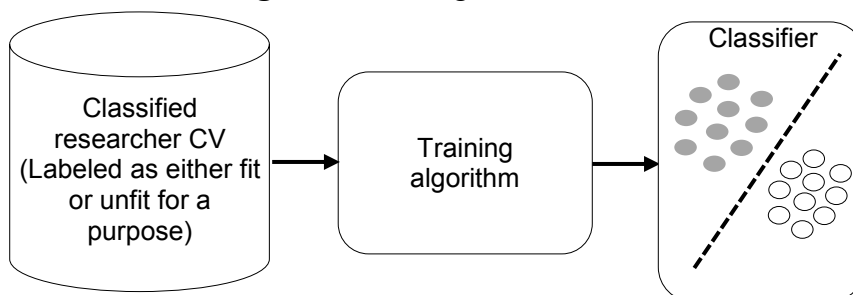 Classified
researcher CV
(Labeled as either fit
or unfit for a
purpose)
Training
algorithm
Classifier